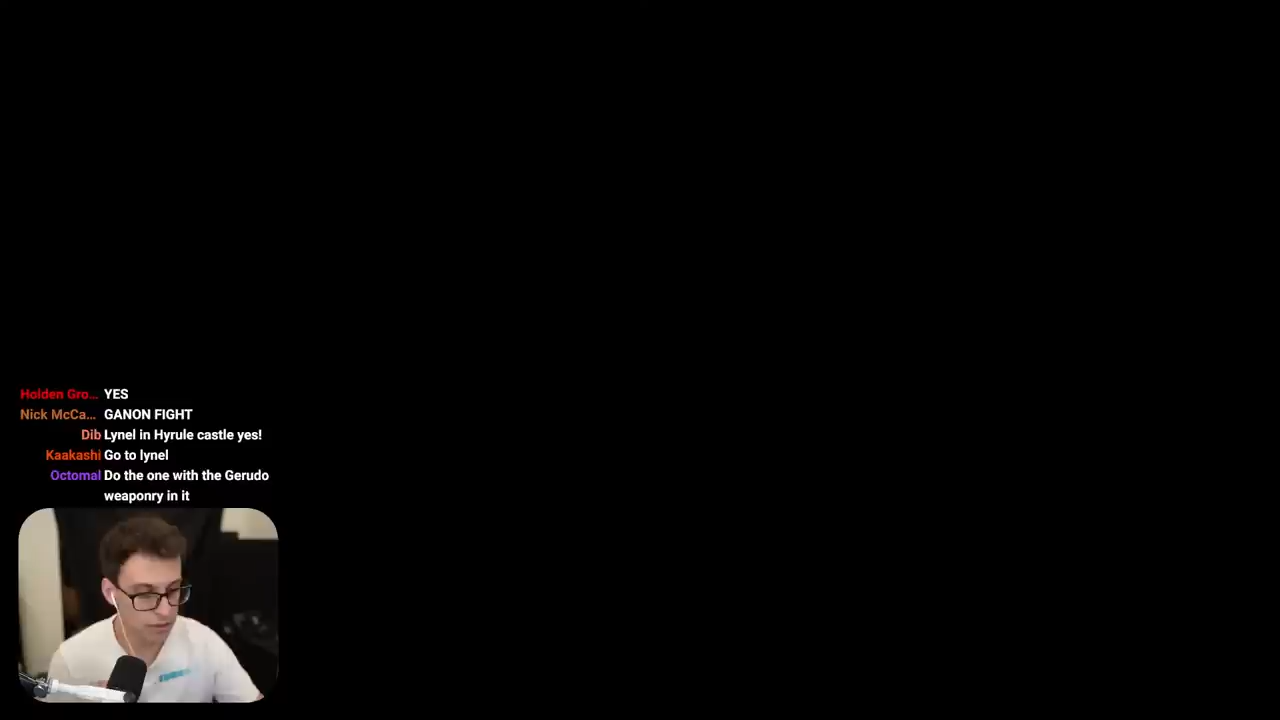 Holden Gro... YES
Nick McCa... GANON FIGHT
Dib Lynel in Hyrule castle yes!
Kaakashi Go to lynel
Octomal Do the one with the Gerudo
weaponry in it